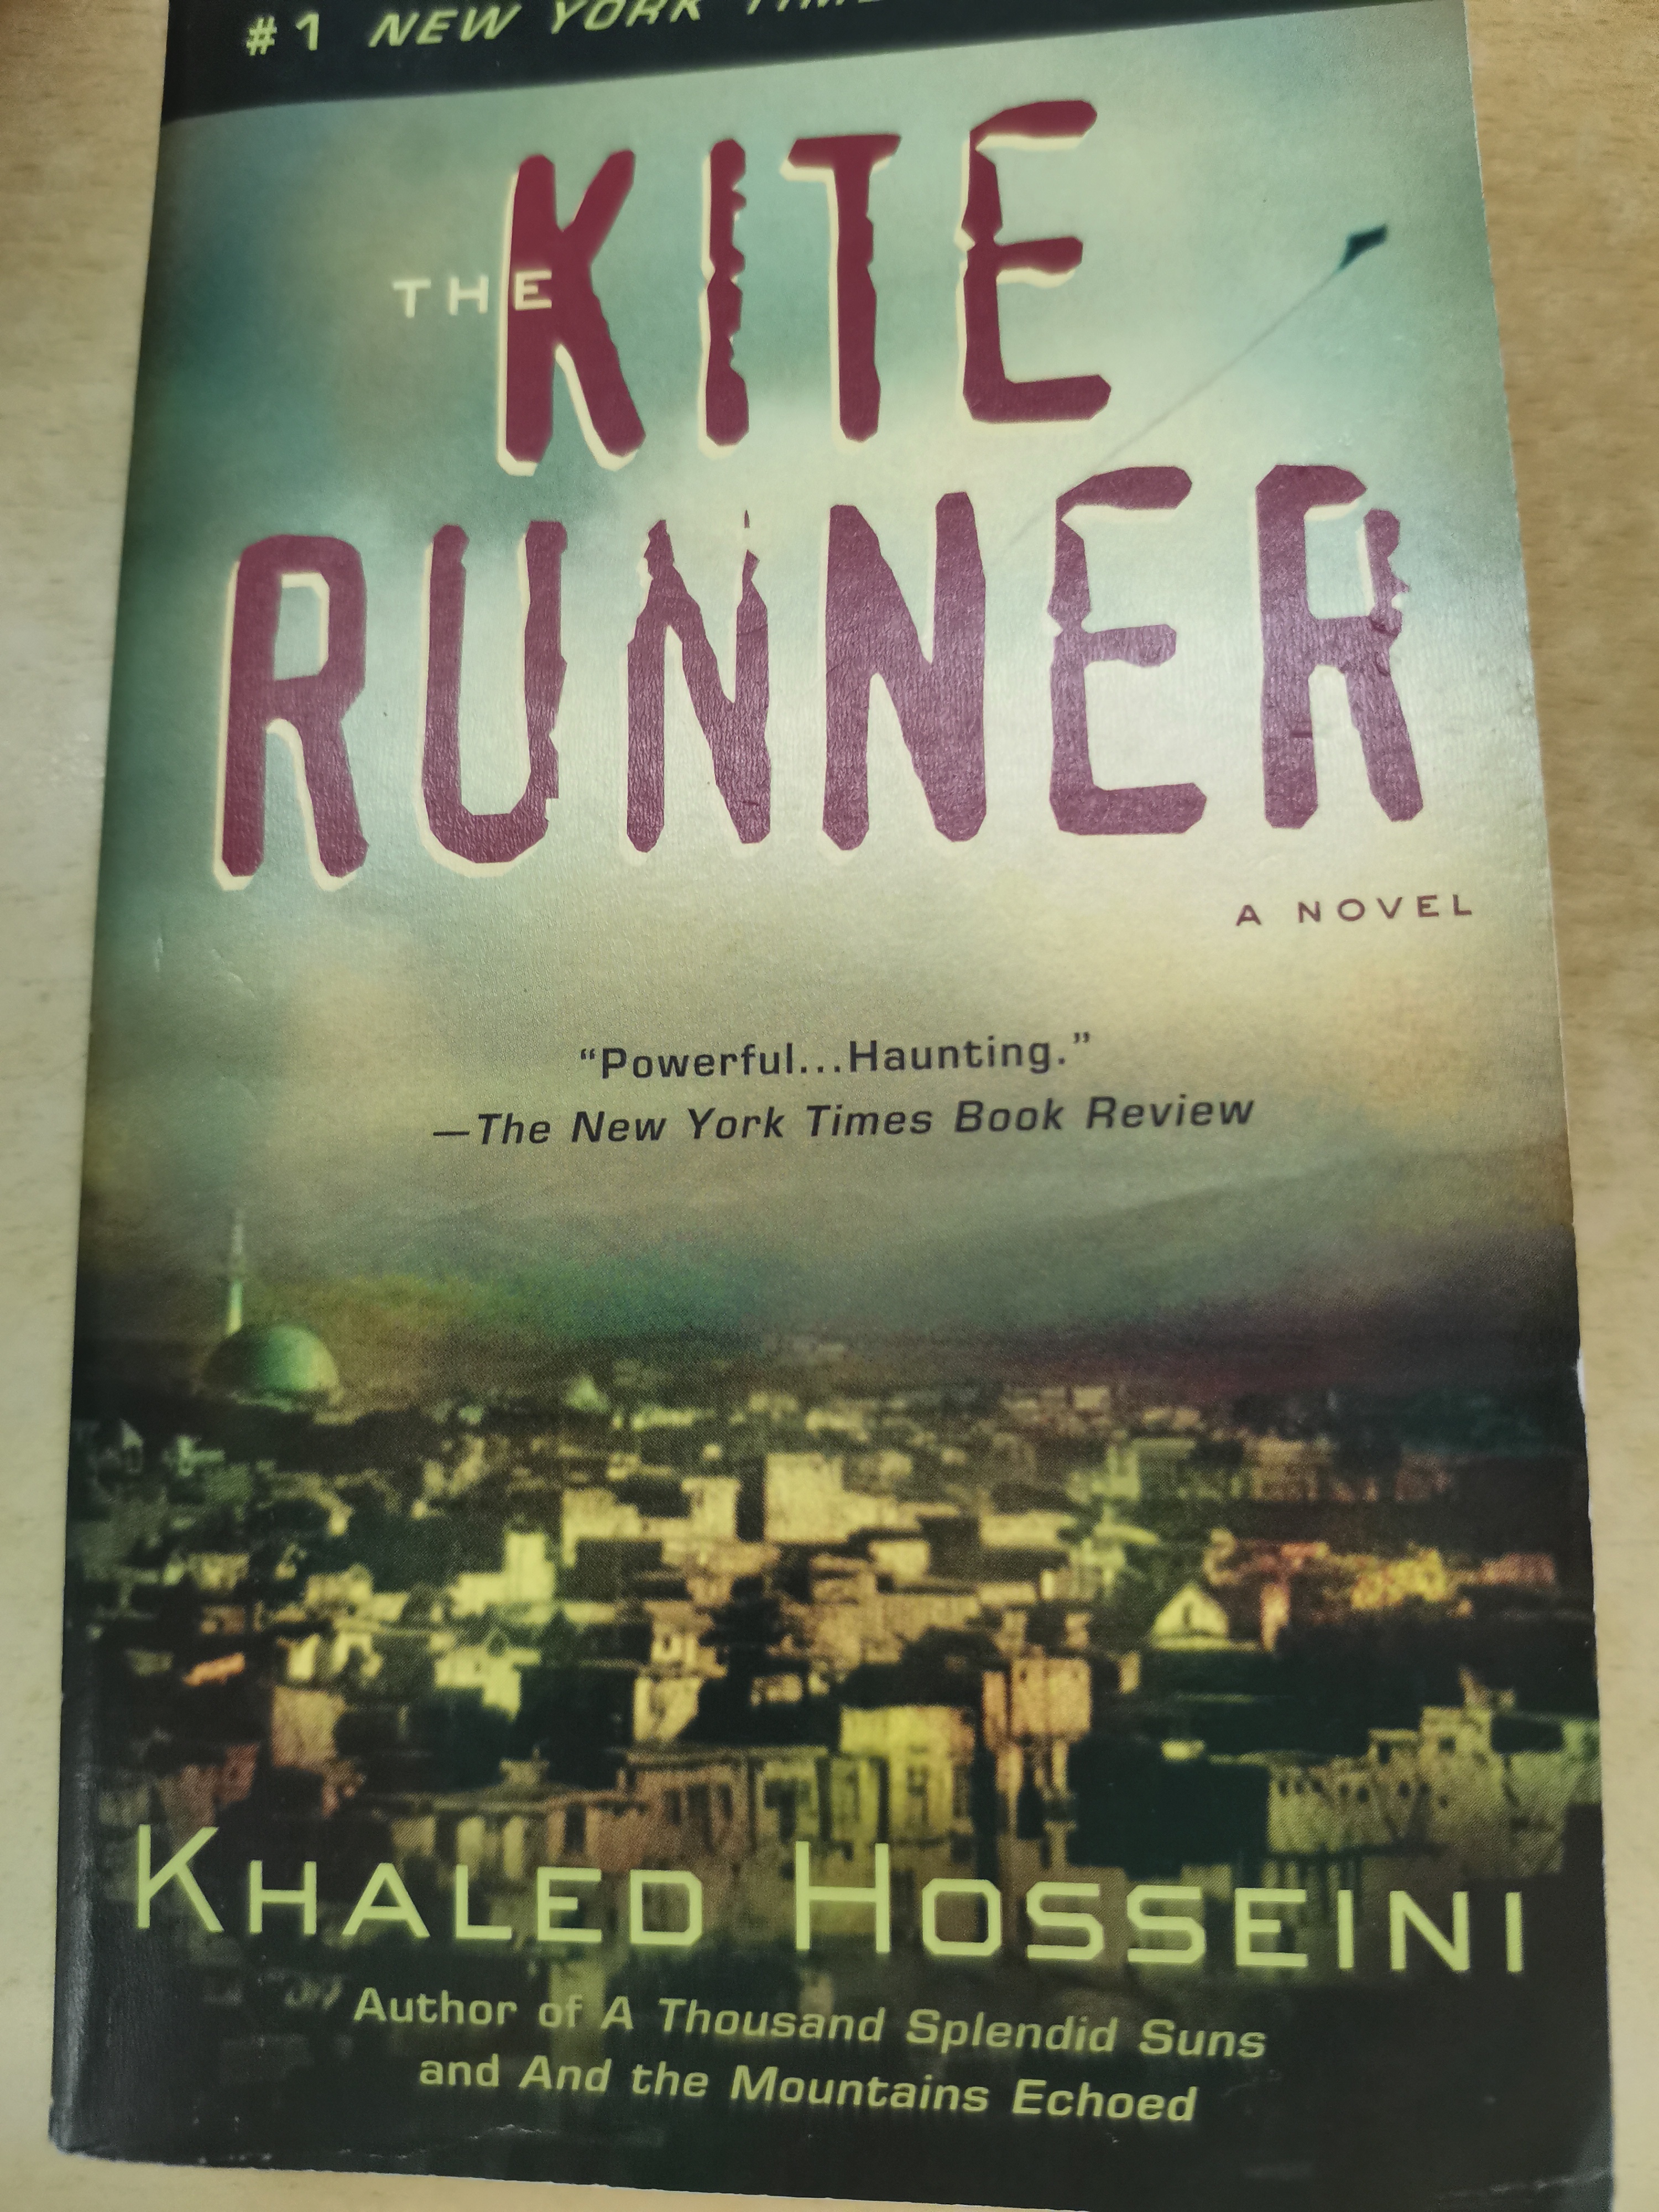 #1 NEW YORK
THE
KITE
RUNNER
A NOVEL
“Powerful...Haunting.”
—The New York Times Book Review
KHALED HOSSEINI
Author of A Thousand Splendid Suns
and And the Mountains Echoed